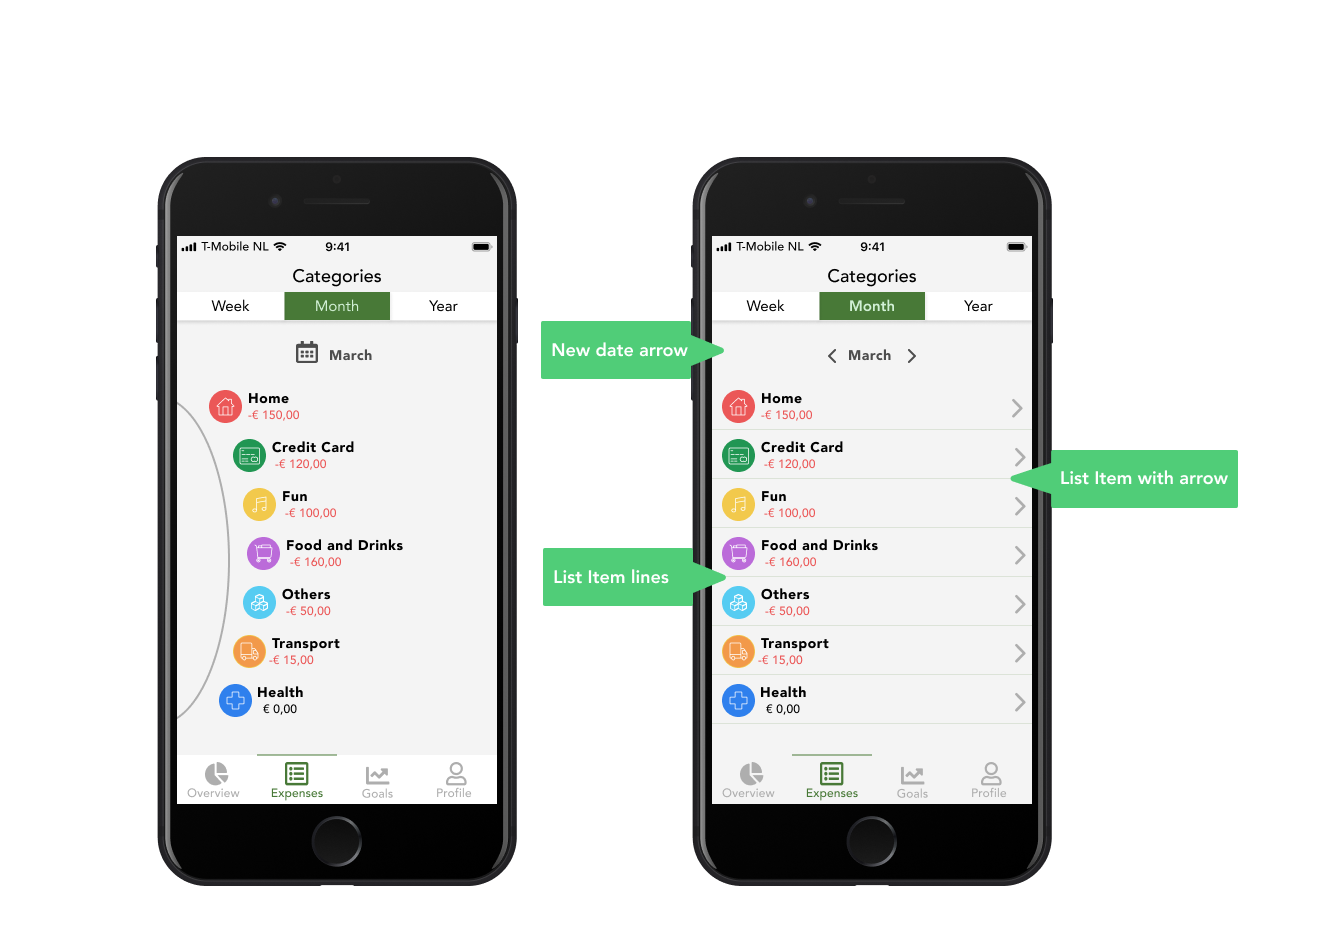 T-Mobile NL 9:41
Categories
Week Month Year
March
Home
-€ 150,00
Credit Card
-€ 120,00
Fun
-€ 100,00
Food and Drinks
-€ 160,00
Others
-€ 50,00
Transport
-€ 15,00
Health
€ 0,00
Overview Expenses Goals Profile
New date arrow
List Item lines
T-Mobile NL 9:41
Categories
Week Month Year
March
Home
-€ 150,00
Credit Card
-€ 120,00
Fun
-€ 100,00
Food and Drinks
-€ 160,00
Others
-€ 50,00
Transport
-€ 15,00
Health
€ 0,00
Overview Expenses Goals Profile
List Item with arrow